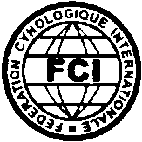 FEDERATION CYNOLOGIQUE INTERNATIONALE
FCI